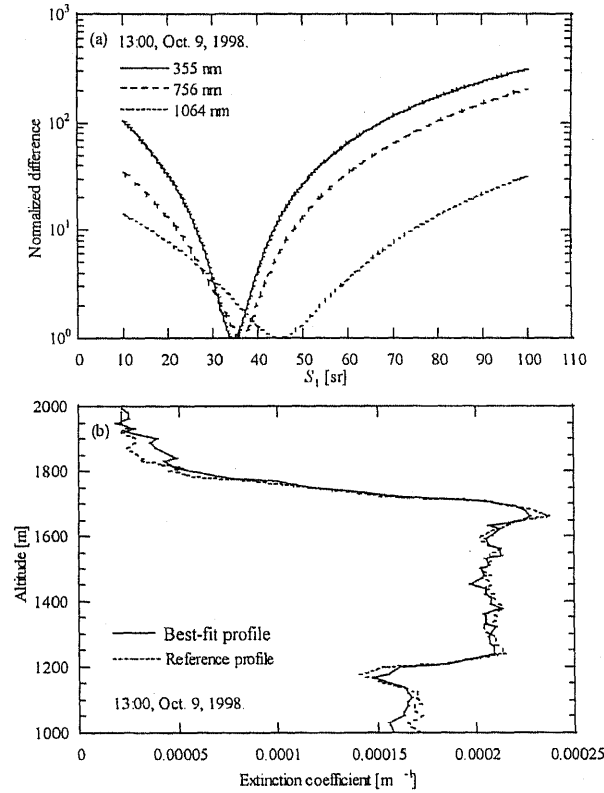 10³
(a) 13:00, Oct. 9, 1998.
355 nm
756 nm
1064 nm
10²
Normalized difference
10¹
10⁰
0 10 20 30 40 50 60 70 80 90 100 110
S₁ [sr]
2000
(b)
1800
1600
Altitude [m]
1400
Best-fit profile
1200
Reference profile
13:00, Oct. 9, 1998.
1000
0 0.00005 0.0001 0.00015 0.0002 0.00025
Extinction coefficient [m⁻¹]